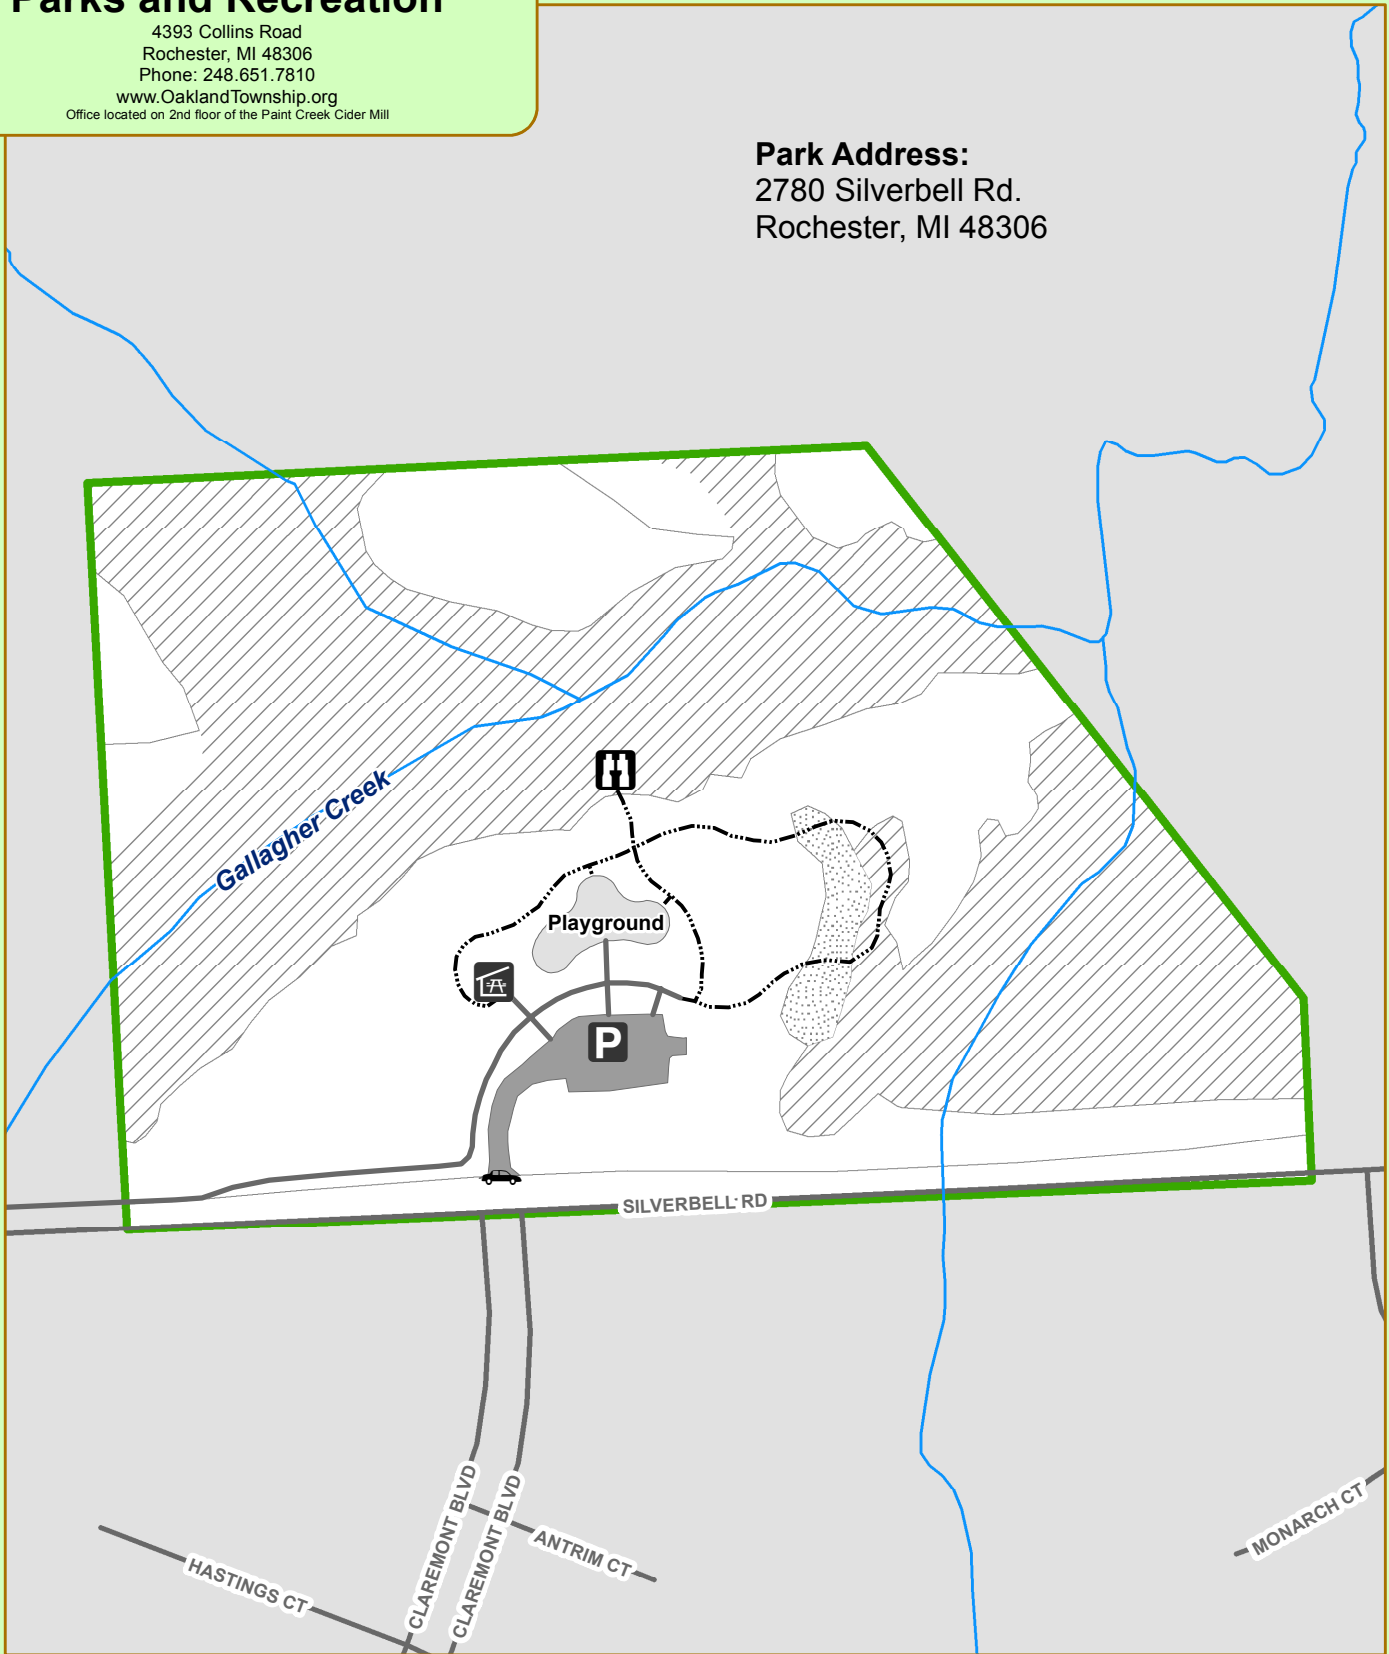 Parks and Recreation
4393 Collins Road
Rochester, MI 48306
Phone: 248.651.7810
www.OaklandTownship.org
Office located on 2nd floor of the Paint Creek Cider Mill
Park Address:
2780 Silverbell Rd.
Rochester, MI 48306
Gallagher Creek
Playground
P
SILVERBELL RD
CLAREMONT BLVD
CLAREMONT BLVD
ANTRIM CT
HASTINGS CT
MONARCH CT